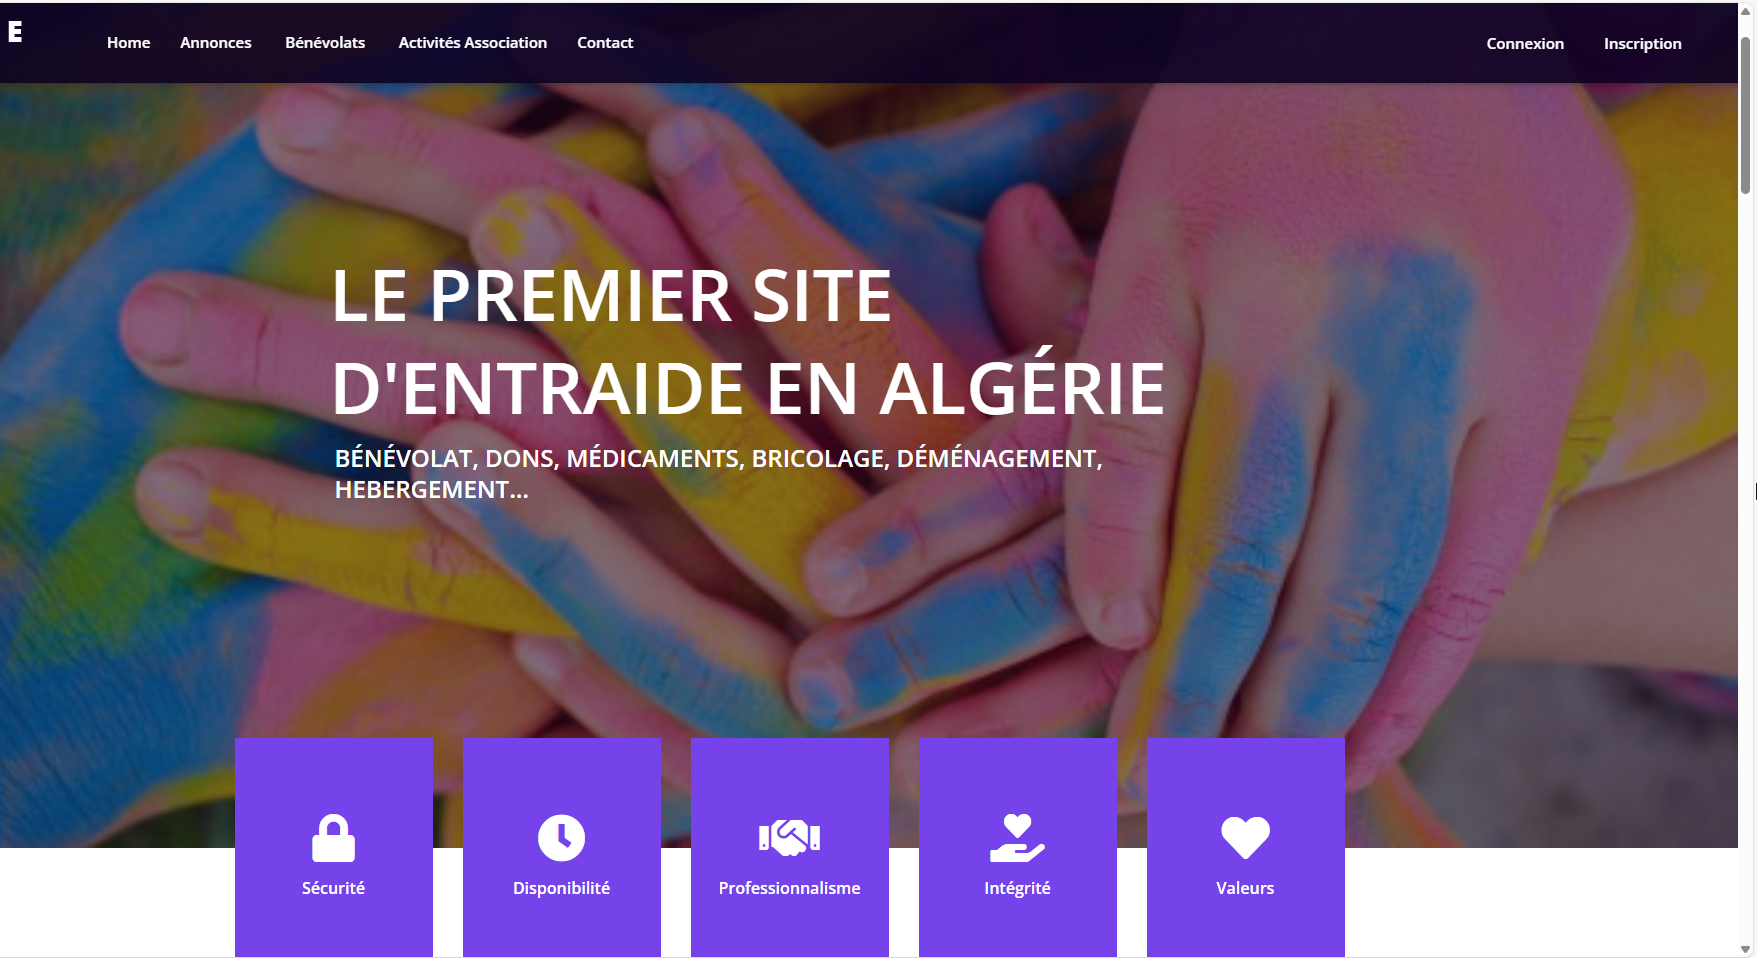 E
Home Annonces Bénévolats Activités Association Contact Connexion Inscription
LE PREMIER SITE
D'ENTRAIDE EN ALGÉRIE
BÉNÉVOLAT, DONS, MÉDICAMENTS, BRICOLAGE, DÉMÉNAGEMENT,
HEBERGEMENT...
Sécurité Disponibilité Professionnalisme Intégrité Valeurs